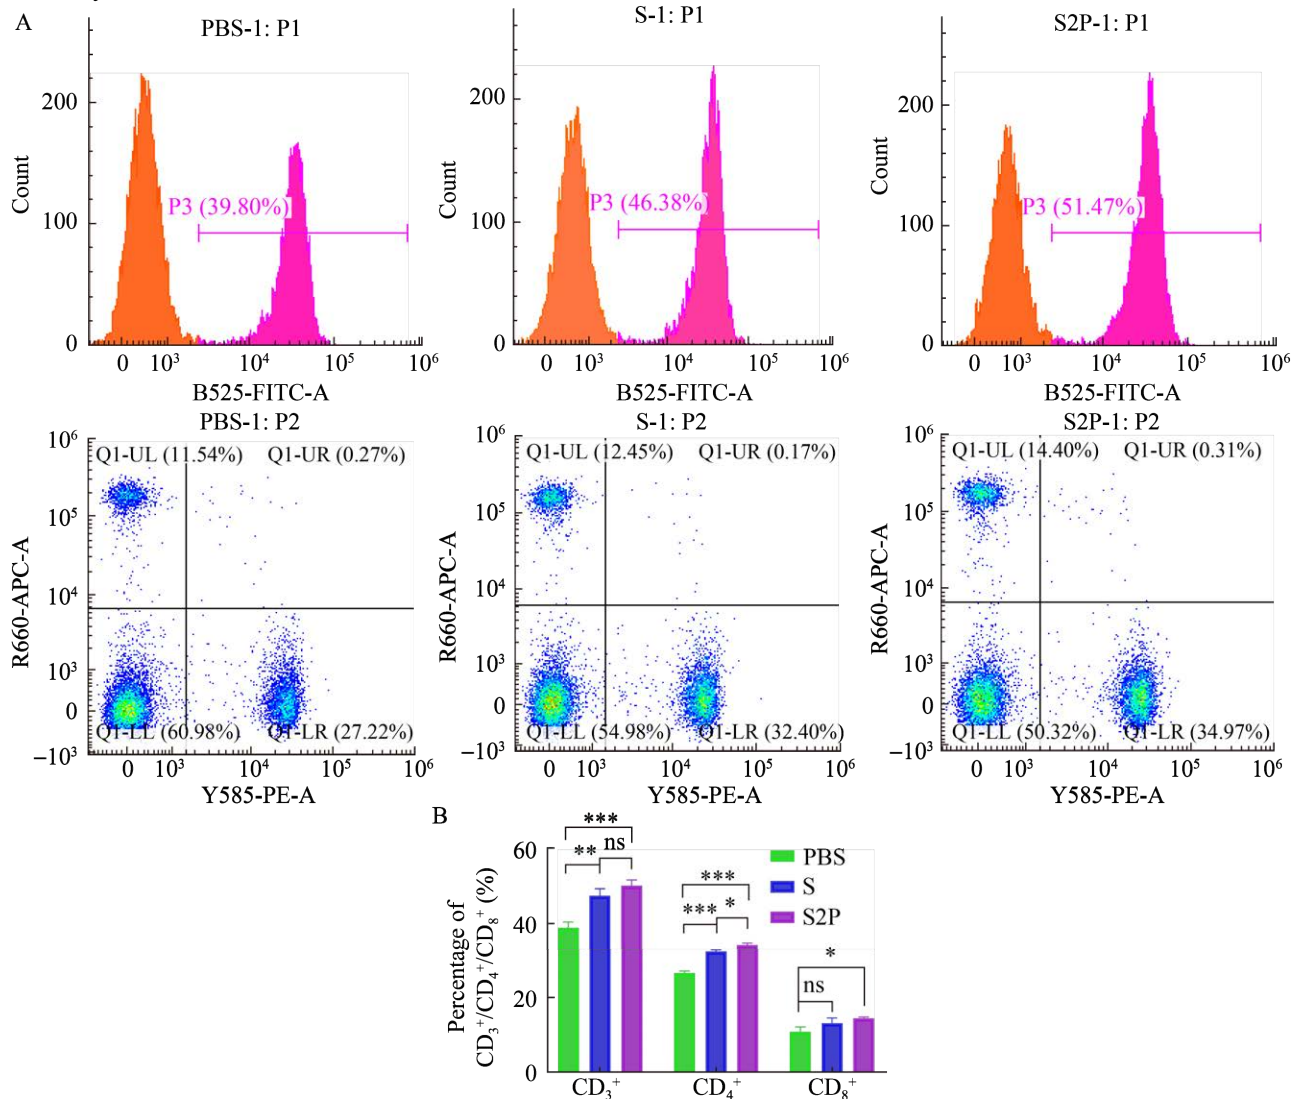 A
PBS-1: P1
S-1: P1
S2P-1: P1
Count
200
100
0
P3 (39.80%)
0 10³ 10⁴ 10⁵ 10⁶
B525-FITC-A
Count
200
100
0
P3 (46.38%)
0 10³ 10⁴ 10⁵ 10⁶
B525-FITC-A
Count
200
100
0
P3 (51.47%)
0 10³ 10⁴ 10⁵ 10⁶
B525-FITC-A
PBS-1: P2
R660-APC-A
10⁶
10⁵
10⁴
10³
0
−10³
Q1-UL (11.54%) Q1-UR (0.27%)
Q1-LL (60.98%) Q1-LR (27.22%)
0 10³ 10⁴ 10⁵ 10⁶
Y585-PE-A
S-1: P2
R660-APC-A
10⁶
10⁵
10⁴
10³
0
−10³
Q1-UL (12.45%) Q1-UR (0.17%)
Q1-LL (54.98%) Q1-LR (32.40%)
0 10³ 10⁴ 10⁵ 10⁶
Y585-PE-A
S2P-1: P2
R660-APC-A
10⁶
10⁵
10⁴
10³
0
−10³
Q1-UL (14.40%) Q1-UR (0.31%)
Q1-LL (50.32%) Q1-LR (34.97%)
0 10³ 10⁴ 10⁵ 10⁶
Y585-PE-A
B
Percentage of
CD₃⁺/CD₄⁺/CD₈⁺ (%)
60
40
20
0
***
** ns
***
*** *
*
ns
PBS
S
S2P
CD₃⁺ CD₄⁺ CD₈⁺